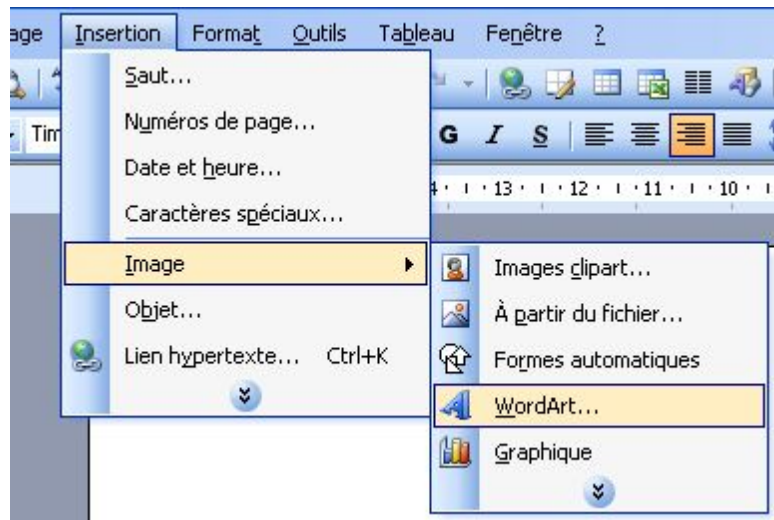 age Insertion Format Outils Tableau Fenêtre ?
Saut...
Numéros de page...
Tim
G I S
Date et heure...
13 12 11 10
Caractères spéciaux...
Image
Images clipart...
Objet...
À partir du fichier...
Lien hypertexte... Ctrl+K
Formes automatiques
WordArt...
Graphique